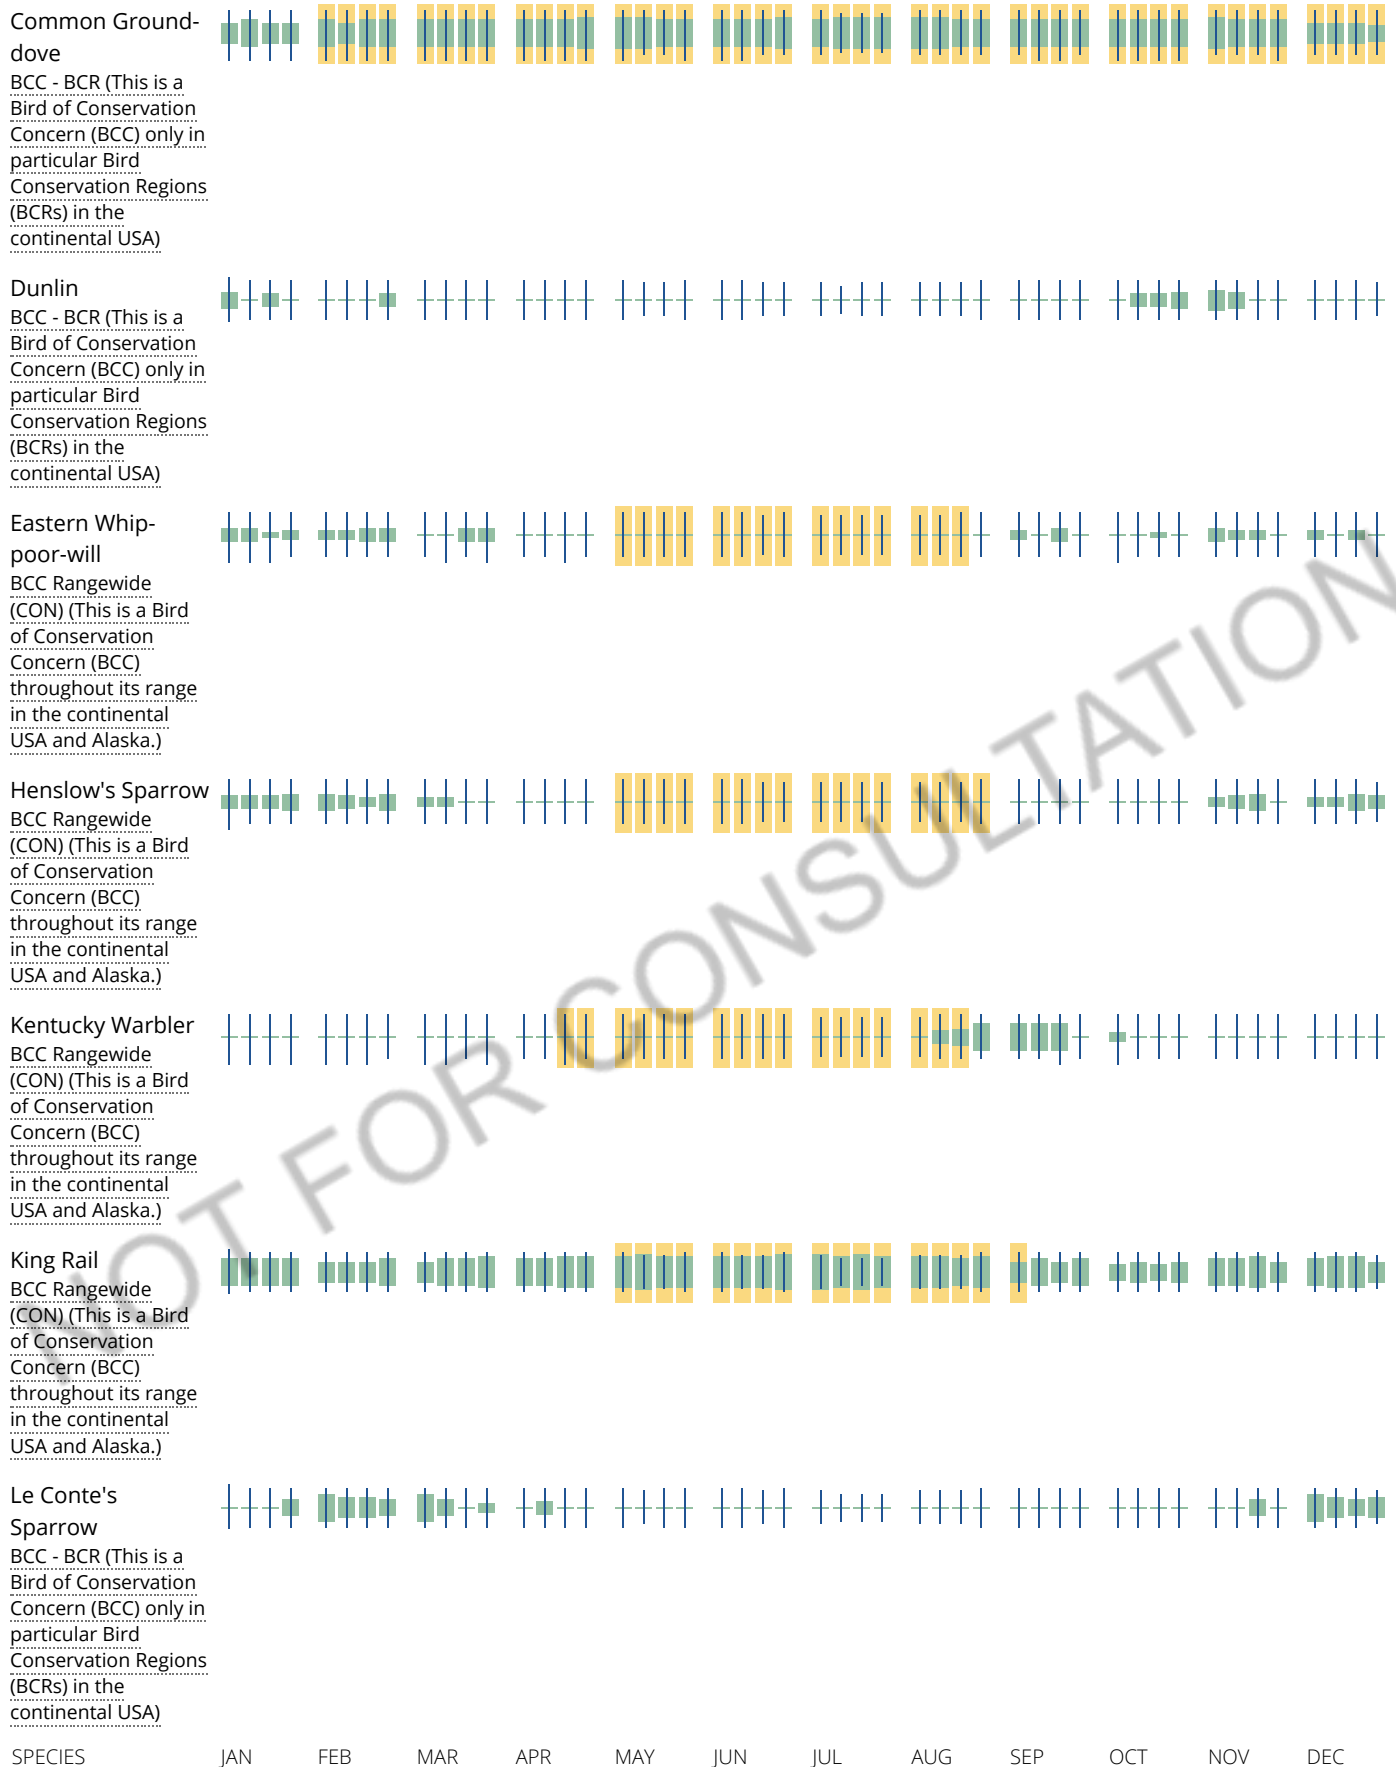 Common Ground-
dove
BCC - BCR (This is a
Bird of Conservation
Concern (BCC) only in
particular Bird
Conservation Regions
(BCRs) in the
continental USA)
Dunlin
BCC - BCR (This is a
Bird of Conservation
Concern (BCC) only in
particular Bird
Conservation Regions
(BCRs) in the
continental USA)
Eastern Whip-
poor-will
BCC Rangewide
(CON) (This is a Bird
of Conservation
Concern (BCC)
throughout its range
in the continental
USA and Alaska.)
Henslow's Sparrow
BCC Rangewide
(CON) (This is a Bird
of Conservation
Concern (BCC)
throughout its range
in the continental
USA and Alaska.)
Kentucky Warbler
BCC Rangewide
(CON) (This is a Bird
of Conservation
Concern (BCC)
throughout its range
in the continental
USA and Alaska.)
King Rail
BCC Rangewide
(CON) (This is a Bird
of Conservation
Concern (BCC)
throughout its range
in the continental
USA and Alaska.)
Le Conte's
Sparrow
BCC - BCR (This is a
Bird of Conservation
Concern (BCC) only in
particular Bird
Conservation Regions
(BCRs) in the
continental USA)
SPECIES JAN FEB MAR APR MAY JUN JUL AUG SEP OCT NOV DEC
NOT FOR CONSULTATION